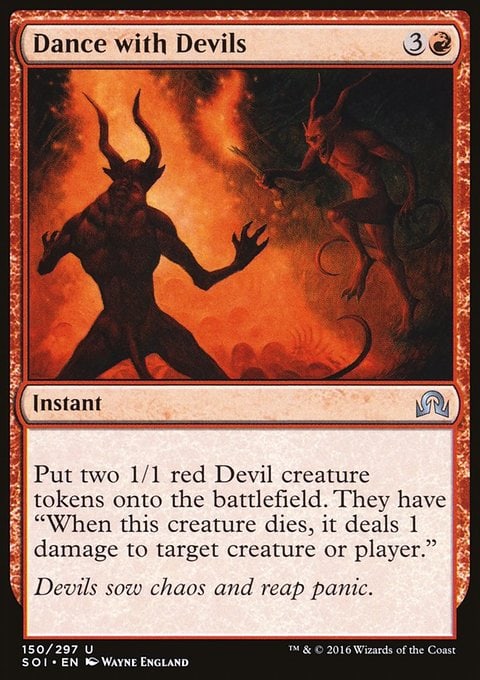 Dance with Devils 3
Instant
Put two 1/1 red Devil creature
tokens onto the battlefield. They have
“When this creature dies, it deals 1
damage to target creature or player.”
Devils sow chaos and reap panic.
150/297 U
SOI • EN Wayne England
™ & © 2016 Wizards of the Coast